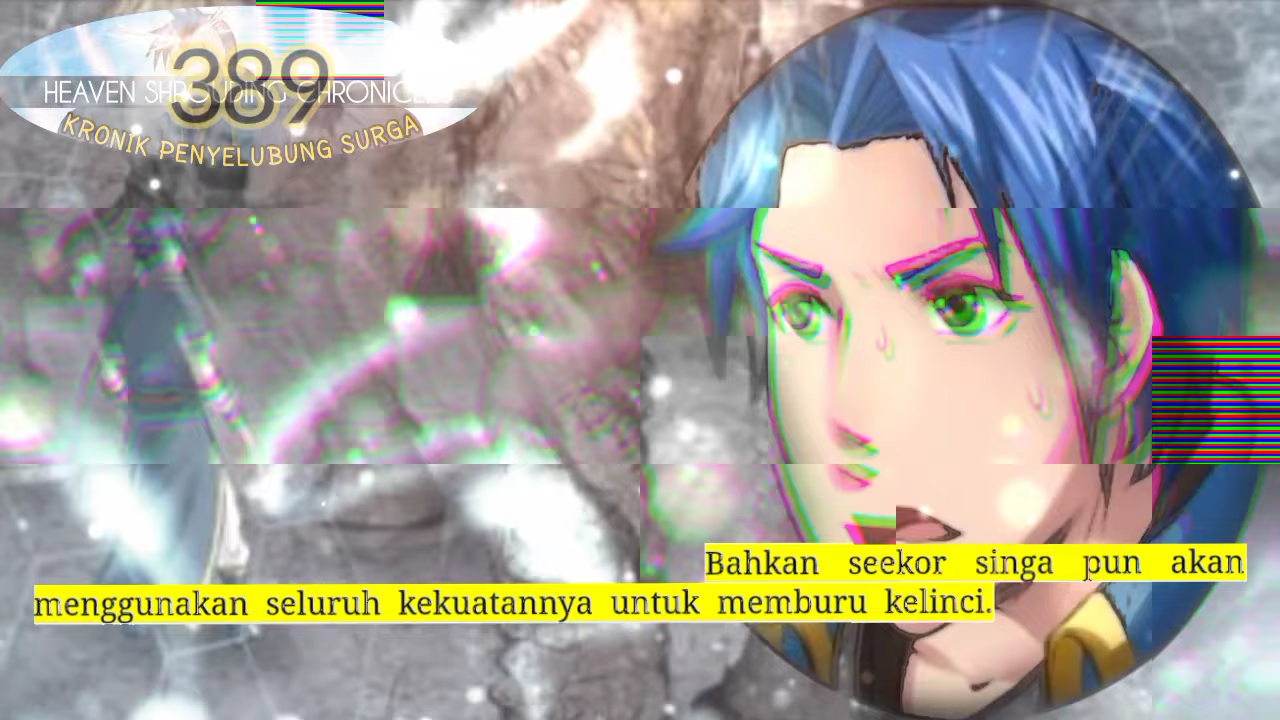 389
HEAVEN SHROUDING CHRONICLES
KRONIK PENYELUBUNG SURGA
Bahkan seekor singa pun akan
menggunakan seluruh kekuatannya untuk memburu kelinci.